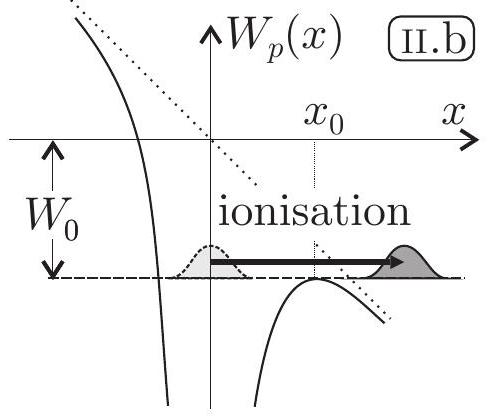 W_p(x)
II.b
x_0
x
W_0
ionisation